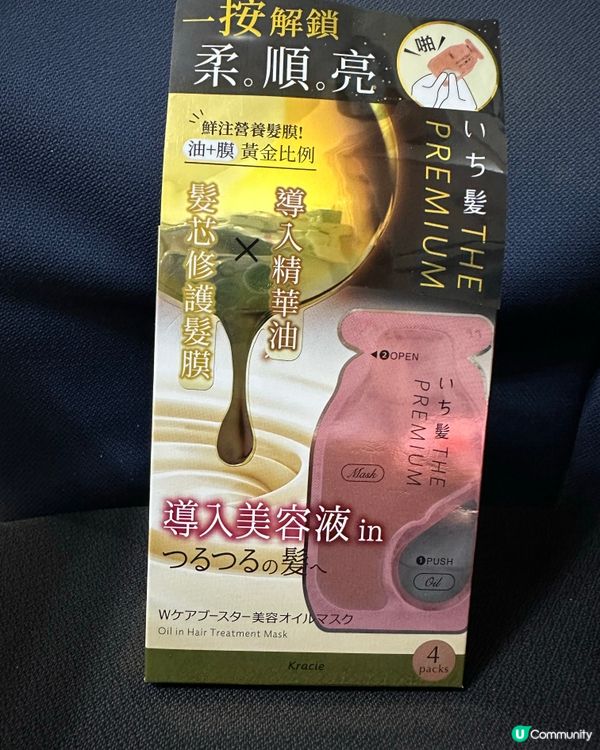 一按解鎖
柔。順。亮
啪
鮮注營養髮膜!
油+膜 黃金比例
導入精華油
×
髮芯修護髮膜
いち髪 THE
PREMIUM
◀❷OPEN
いち髪 THE
PREMIUM
Mask
❶PUSH
Oil
導入美容液 in
つるつるの髪へ
Wケアブースター美容オイルマスク
Oil in Hair Treatment Mask
Kracie
4
packs
U Community